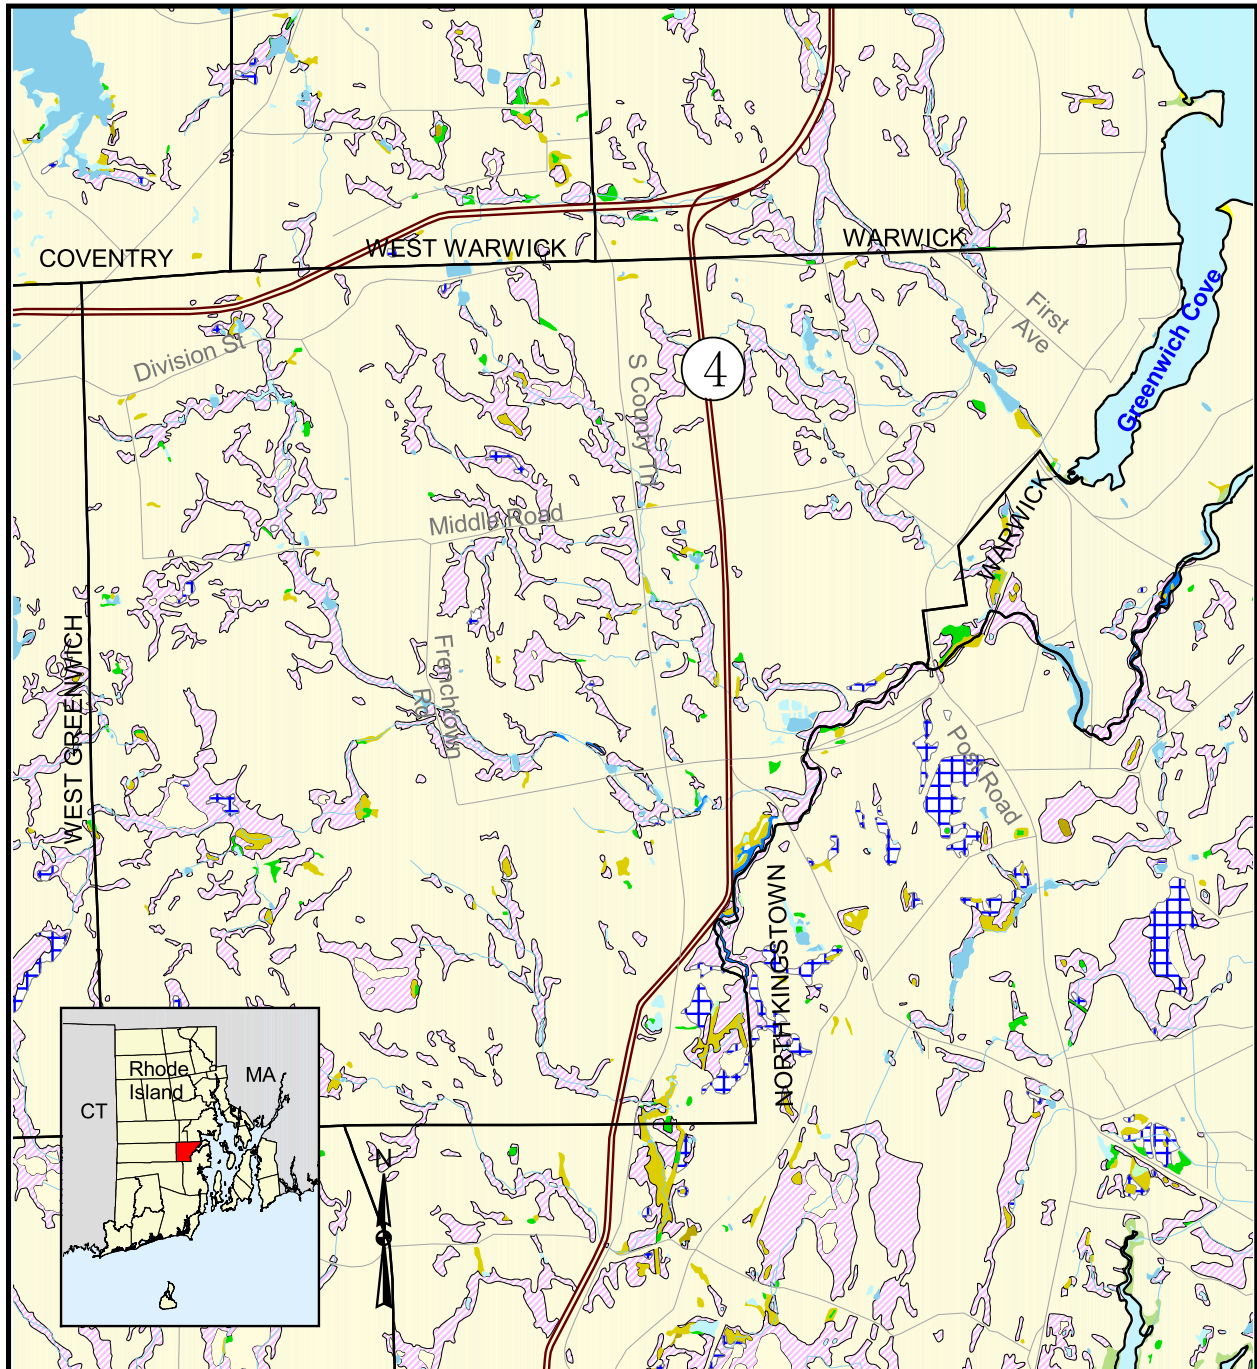 COVENTRY
WEST WARWICK
WARWICK
Greenwich Cove
First
Ave
Division St
S County Trl
4
Middle Road
WARWICK
WEST GREENWICH
Frenchtown
Rd
Post Road
NORTH KINGSTOWN
Rhode
Island
MA
CT
N